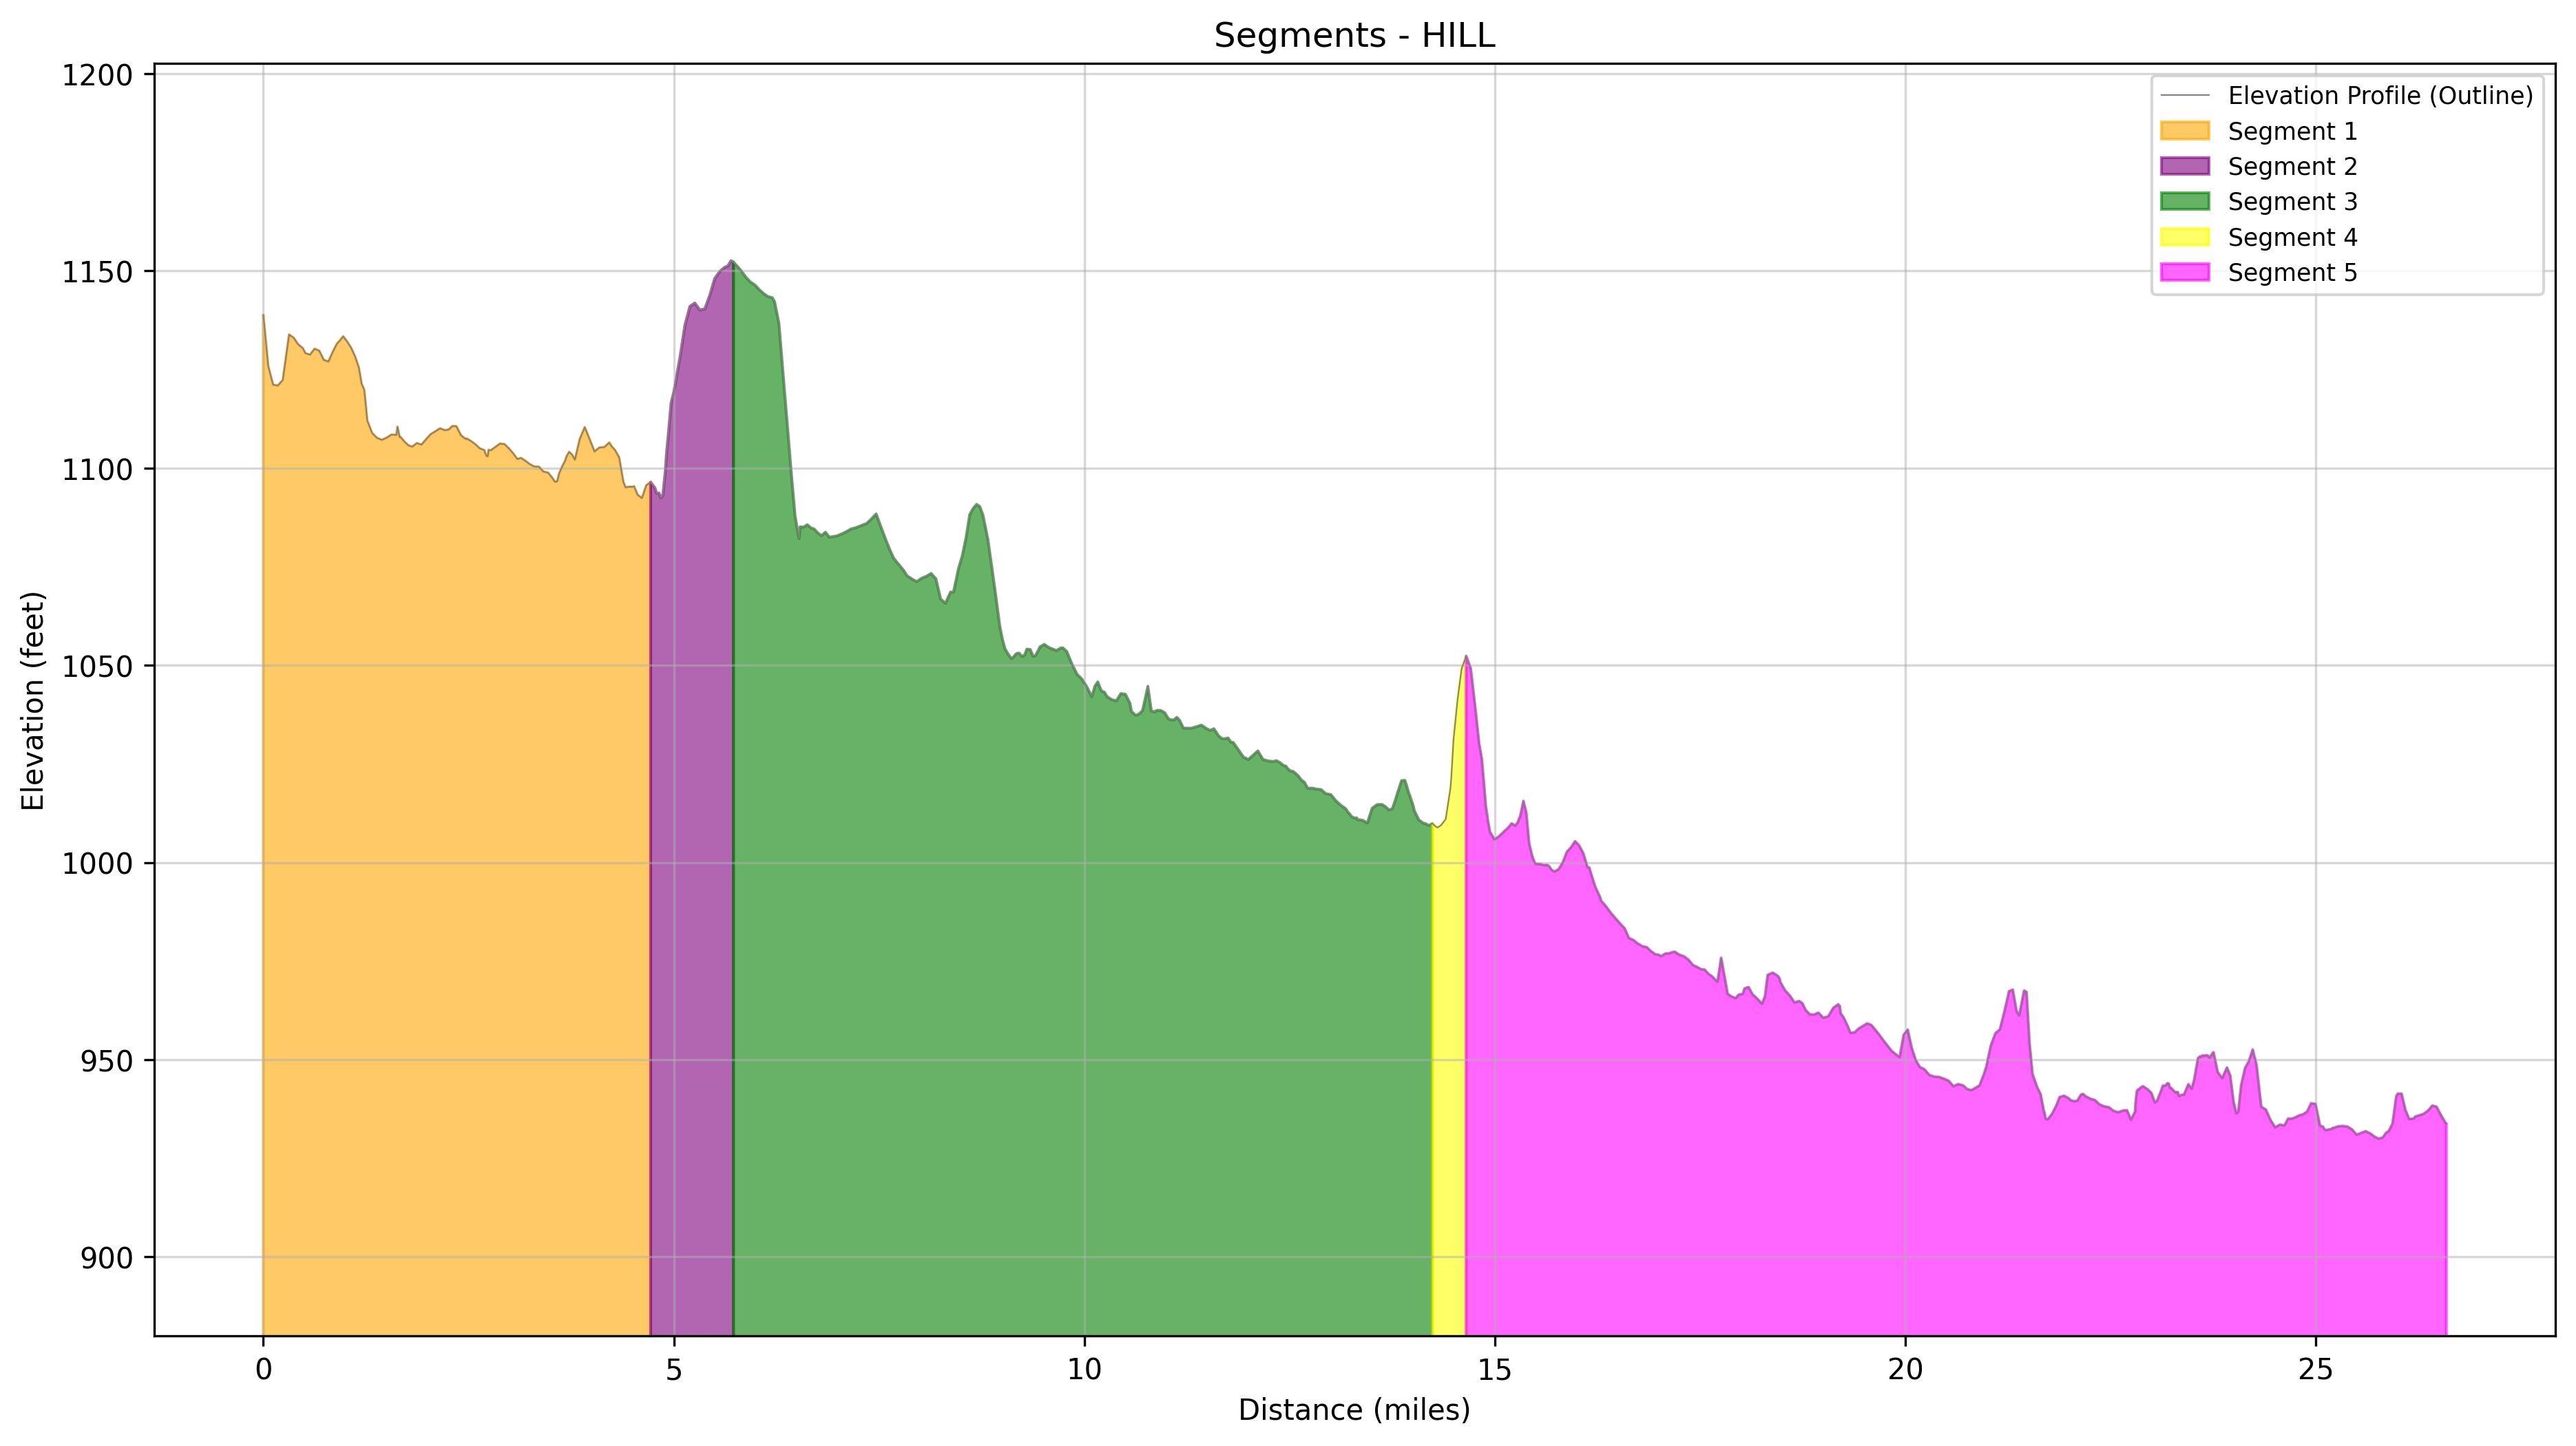 Segments - HILL
1200
1150
1100
1050
1000
950
900
Elevation (feet)
Elevation Profile (Outline)
Segment 1
Segment 2
Segment 3
Segment 4
Segment 5
0 5 10 15 20 25
Distance (miles)